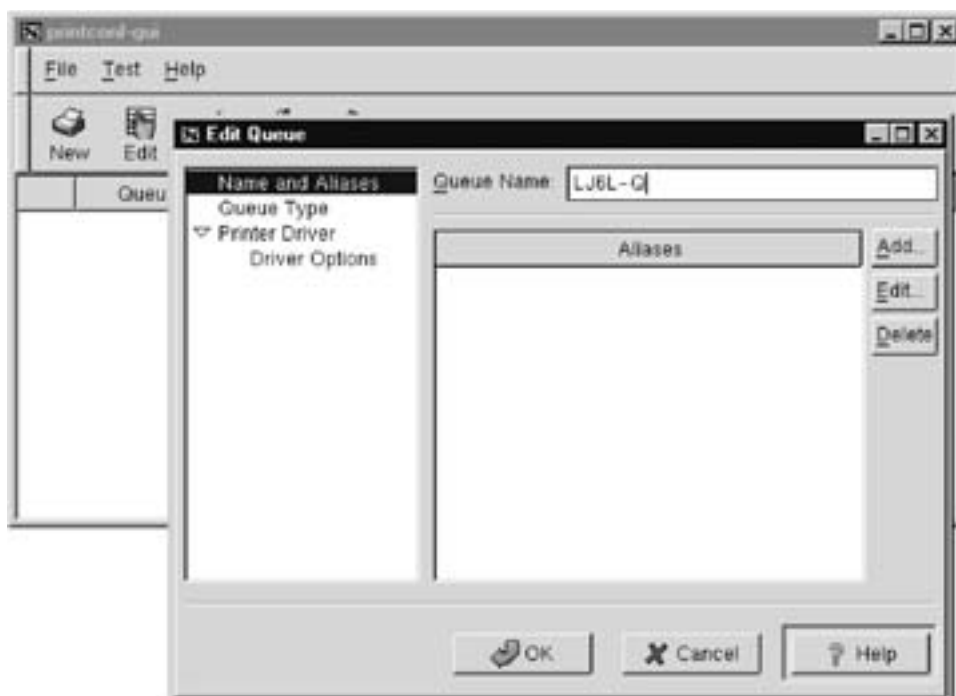 printconf-gui
File Test Help
New Edit
Edit Queue
Queu
Name and Aliases
Queue Type
Printer Driver
Driver Options
Queue Name: LJ6L-Q
Aliases
Add...
Edit...
Delete
OK Cancel Help